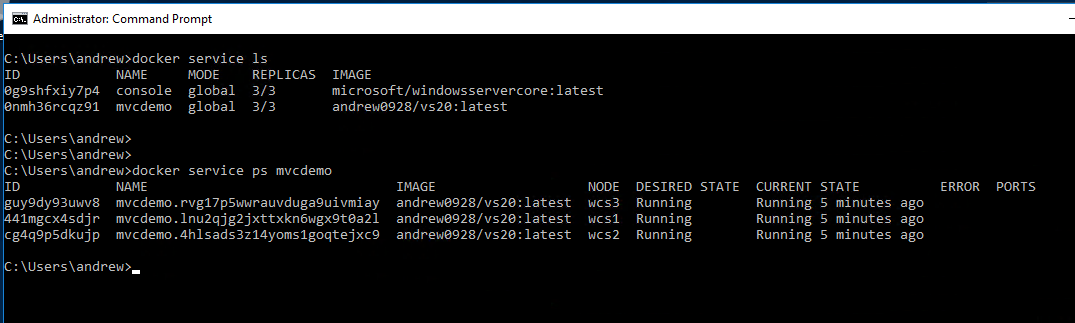 Administrator: Command Prompt
C:\Users\andrew>docker service ls
ID NAME MODE REPLICAS IMAGE
0g9shfxiy7p4 console global 3/3 microsoft/windowsservercore:latest
0nmh36rcqz91 mvcdemo global 3/3 andrew0928/vs20:latest
C:\Users\andrew>
C:\Users\andrew>
C:\Users\andrew>docker service ps mvcdemo
ID NAME IMAGE NODE DESIRED STATE CURRENT STATE ERROR PORTS
guy9dy93uwv8 mvcdemo.rvg17p5wwrauvduga9uivmiay andrew0928/vs20:latest wcs3 Running Running 5 minutes ago
441mgcx4sdjr mvcdemo.lnu2qjg2jxttxkn6wgx9t0a2l andrew0928/vs20:latest wcs1 Running Running 5 minutes ago
cg4q9p5dkujp mvcdemo.4hlsads3z14yoms1goqtejxc9 andrew0928/vs20:latest wcs2 Running Running 5 minutes ago
C:\Users\andrew>